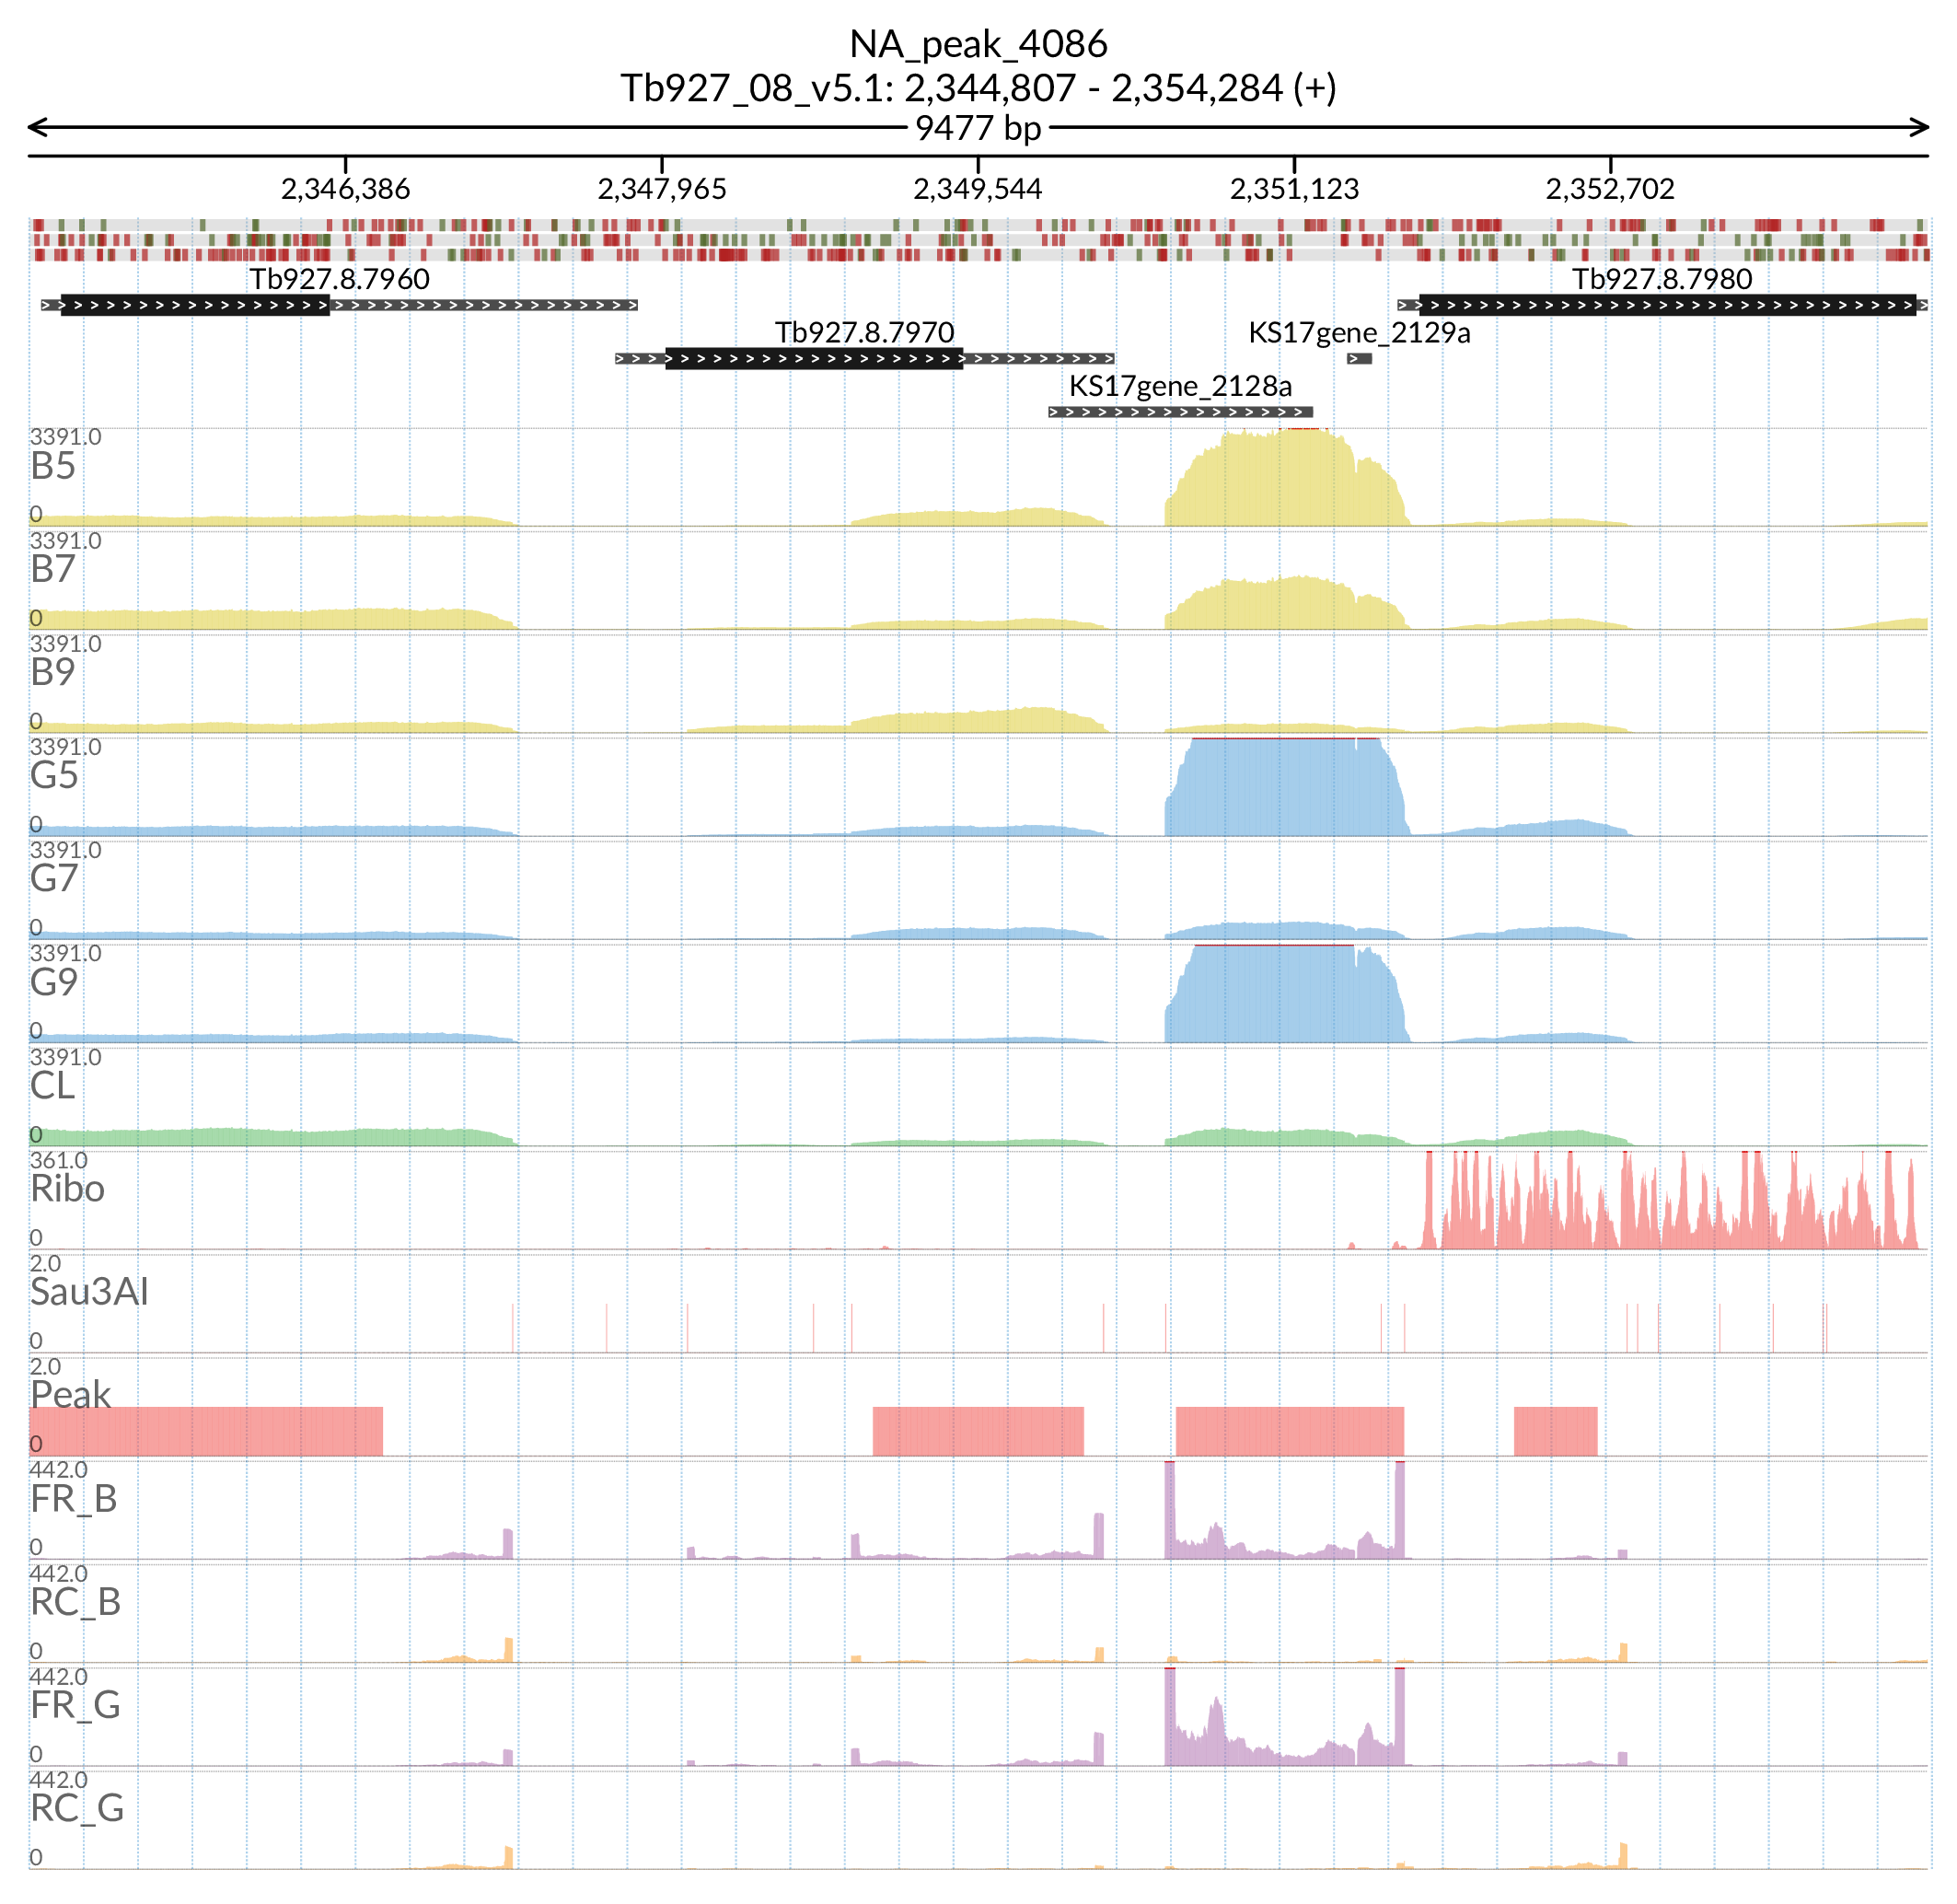 NA_peak_4086
Tb927_08_v5.1: 2,344,807 - 2,354,284 (+)
9477 bp
2,346,386 2,347,965 2,349,544 2,351,123 2,352,702
Tb927.8.7960 Tb927.8.7980
Tb927.8.7970 KS17gene_2129a
KS17gene_2128a
3391.0
B5
0
3391.0
B7
0
3391.0
B9
0
3391.0
G5
0
3391.0
G7
0
3391.0
G9
0
3391.0
CL
0
361.0
Ribo
0
2.0
Sau3AI
0
2.0
Peak
0
442.0
FR_B
0
442.0
RC_B
0
442.0
FR_G
0
442.0
RC_G
0